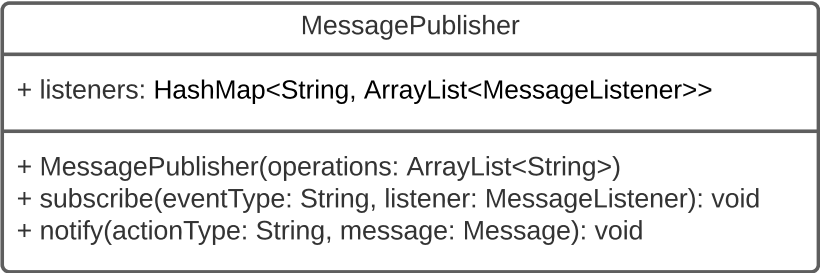 MessagePublisher
+ listeners: HashMap<String, ArrayList<MessageListener>>
+ MessagePublisher(operations: ArrayList<String>)
+ subscribe(eventType: String, listener: MessageListener): void
+ notify(actionType: String, message: Message): void